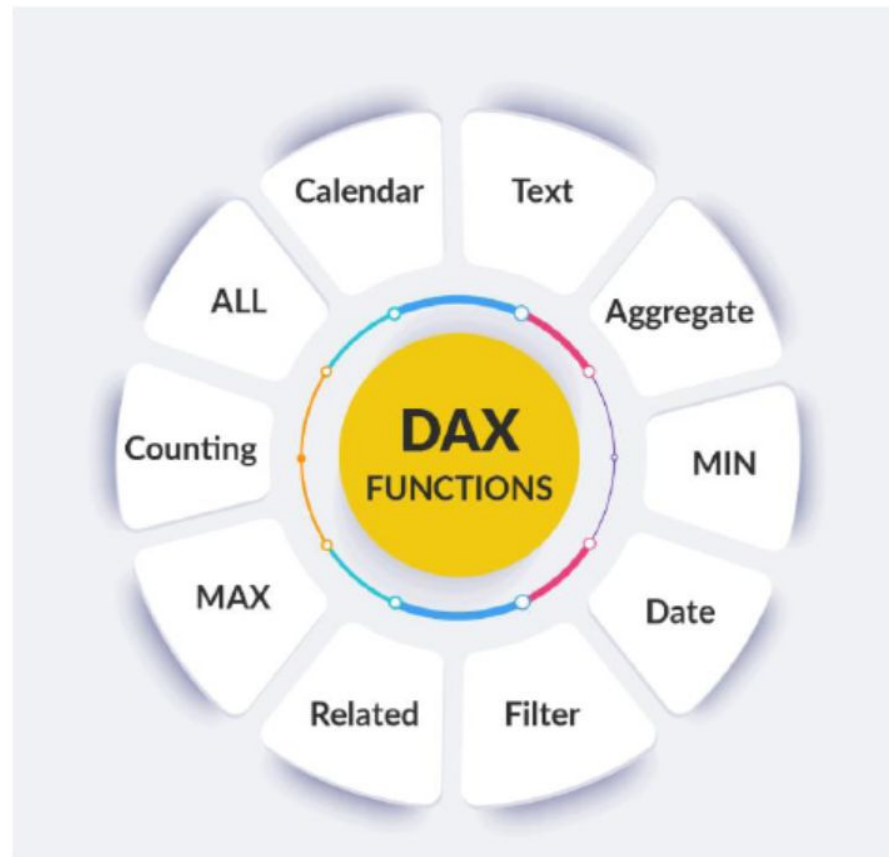 Calendar
Text
ALL
Aggregate
DAX
FUNCTIONS
Counting
MIN
MAX
Date
Related
Filter